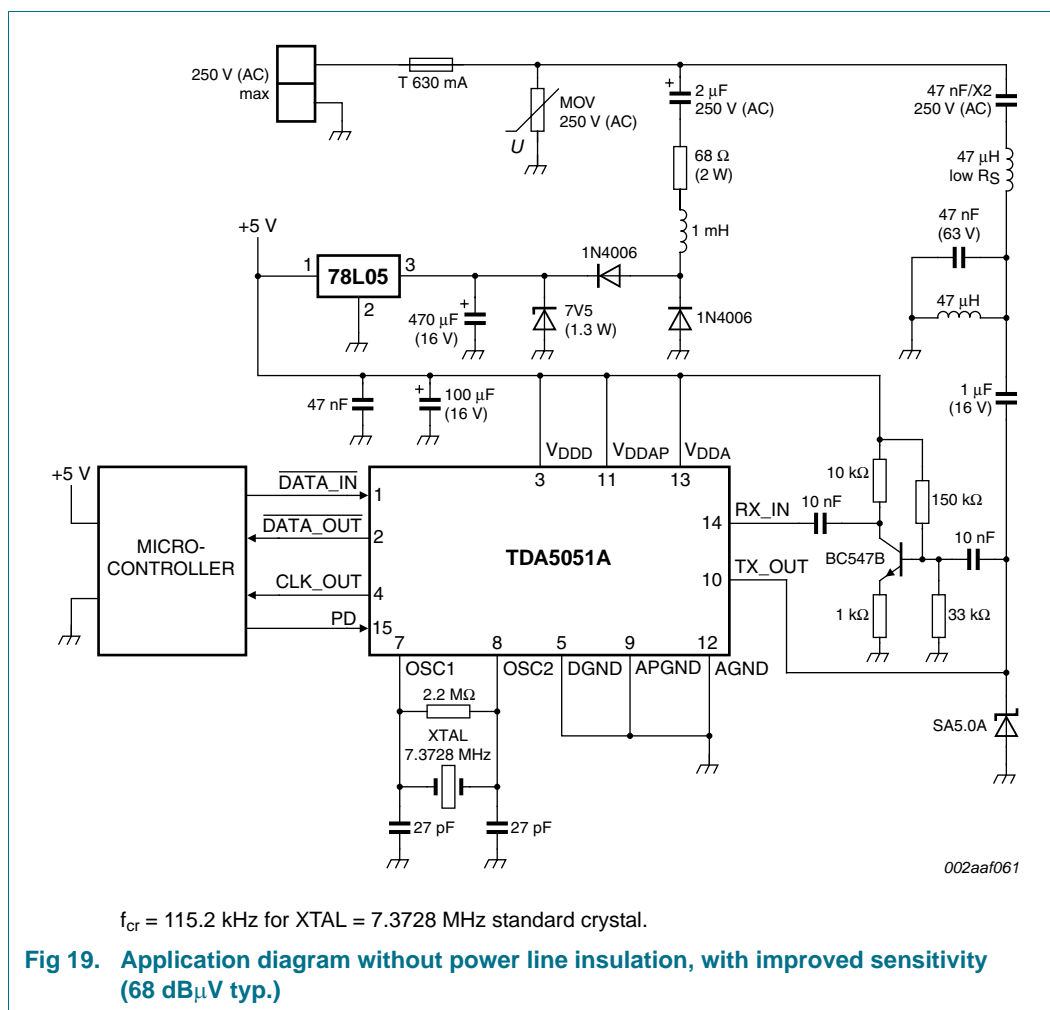 250 V (AC)
max
T 630 mA
MOV
250 V (AC)
U
+
2 μF
250 V (AC)
47 nF/X2
250 V (AC)
68 Ω
(2 W)
47 μH
low RS
1 mH
47 nF
(63 V)
+5 V
1
78L05
3
2
1N4006
470 μF
(16 V)
+
7V5
(1.3 W)
1N4006
47 μH
47 nF
+
100 μF
(16 V)
1 μF
(16 V)
VDDD
VDDAP
VDDA
3
11
13
+5 V
MICRO-
CONTROLLER
DATA_IN
1
DATA_OUT
2
CLK_OUT
4
PD
15
TDA5051A
14
RX_IN
10
TX_OUT
10 nF
10 kΩ
150 kΩ
BC547B
10 nF
1 kΩ
33 kΩ
7
8
5
9
12
OSC1
OSC2
DGND
APGND
AGND
2.2 MΩ
XTAL
7.3728 MHz
27 pF
27 pF
SA5.0A
002aaf061
fcr = 115.2 kHz for XTAL = 7.3728 MHz standard crystal.
Fig 19. Application diagram without power line insulation, with improved sensitivity
(68 dBμV typ.)